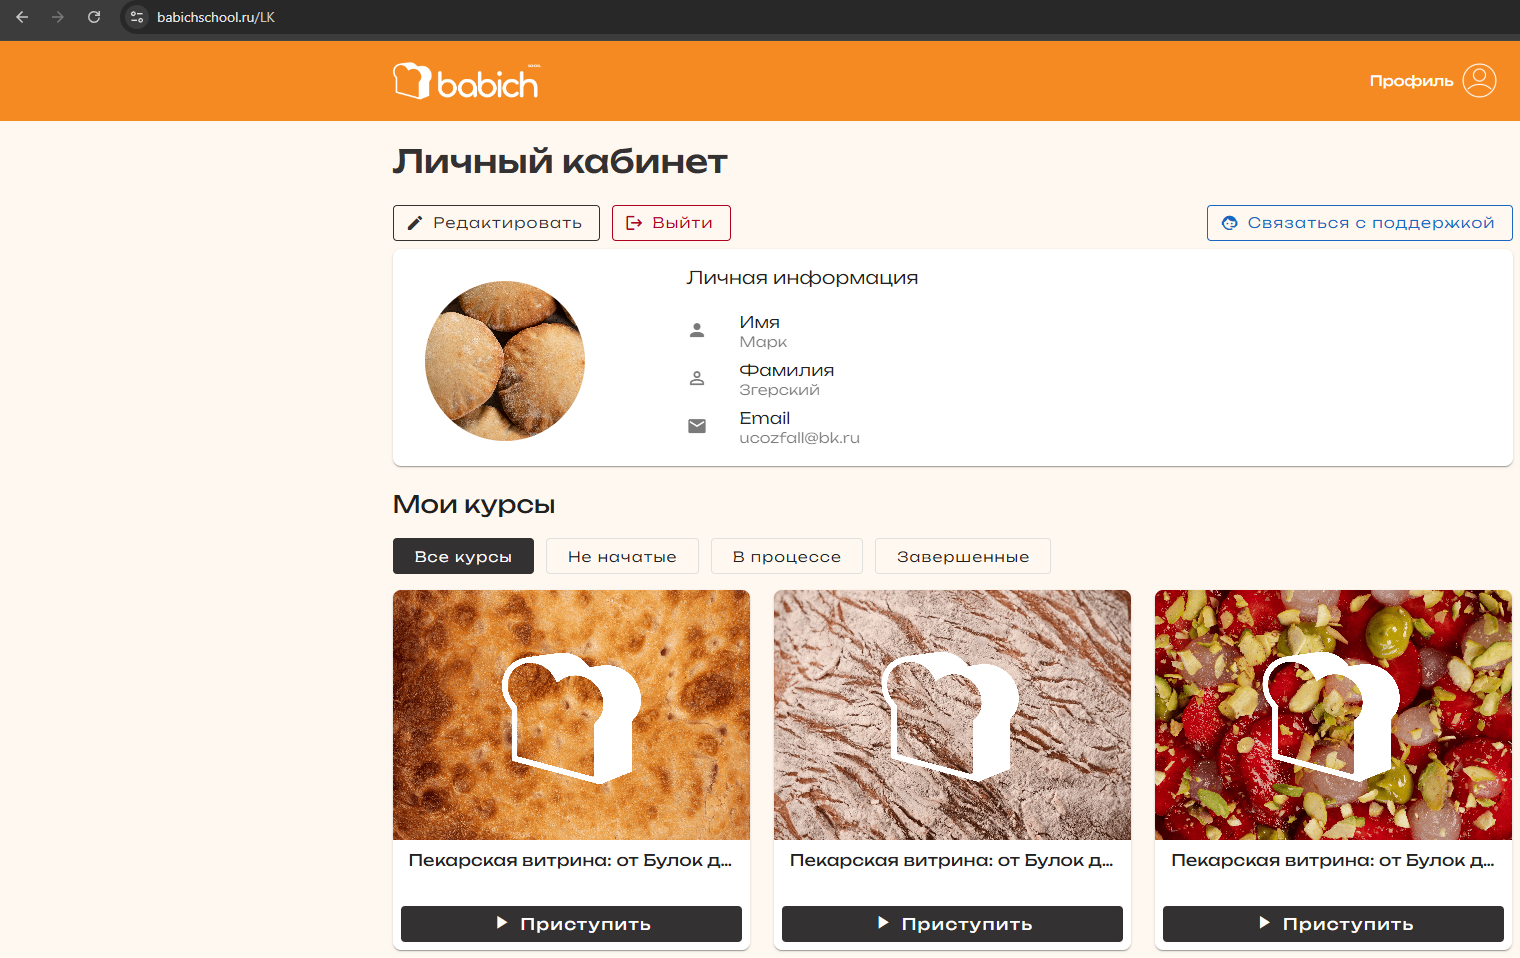 babichschool.ru/LK
babich
Профиль
Личный кабинет
Редактировать
Выйти
Связаться с поддержкой
Личная информация
Имя
Марк
Фамилия
Згерский
Email
ucozfall@bk.ru
Мои курсы
Все курсы
Не начатые
В процессе
Завершенные
Пекарская витрина: от Булок д...
Приступить
Пекарская витрина: от Булок д...
Приступить
Пекарская витрина: от Булок д...
Приступить